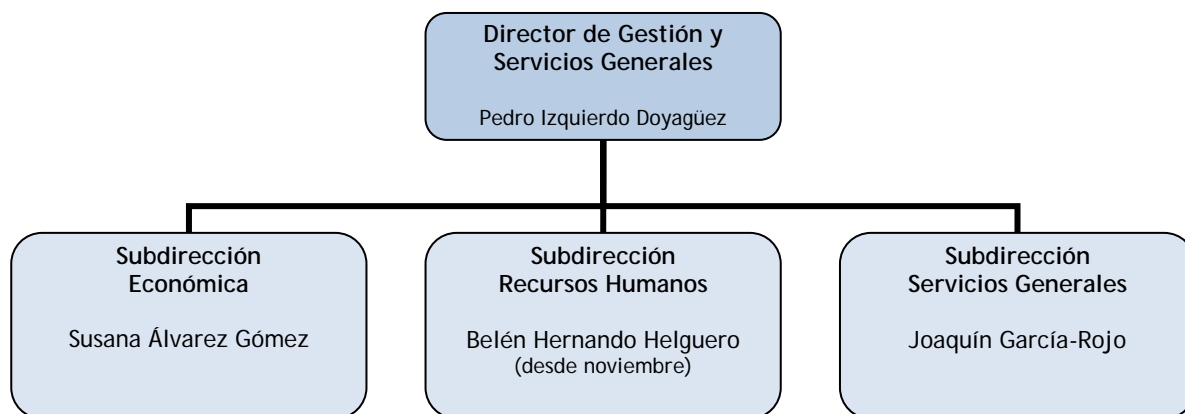 Director de Gestión y
Servicios Generales
Pedro Izquierdo Doyagüez
Subdirección
Económica
Susana Álvarez Gómez
Subdirección
Recursos Humanos
Belén Hernando Helguero
(desde noviembre)
Subdirección
Servicios Generales
Joaquín García-Rojo